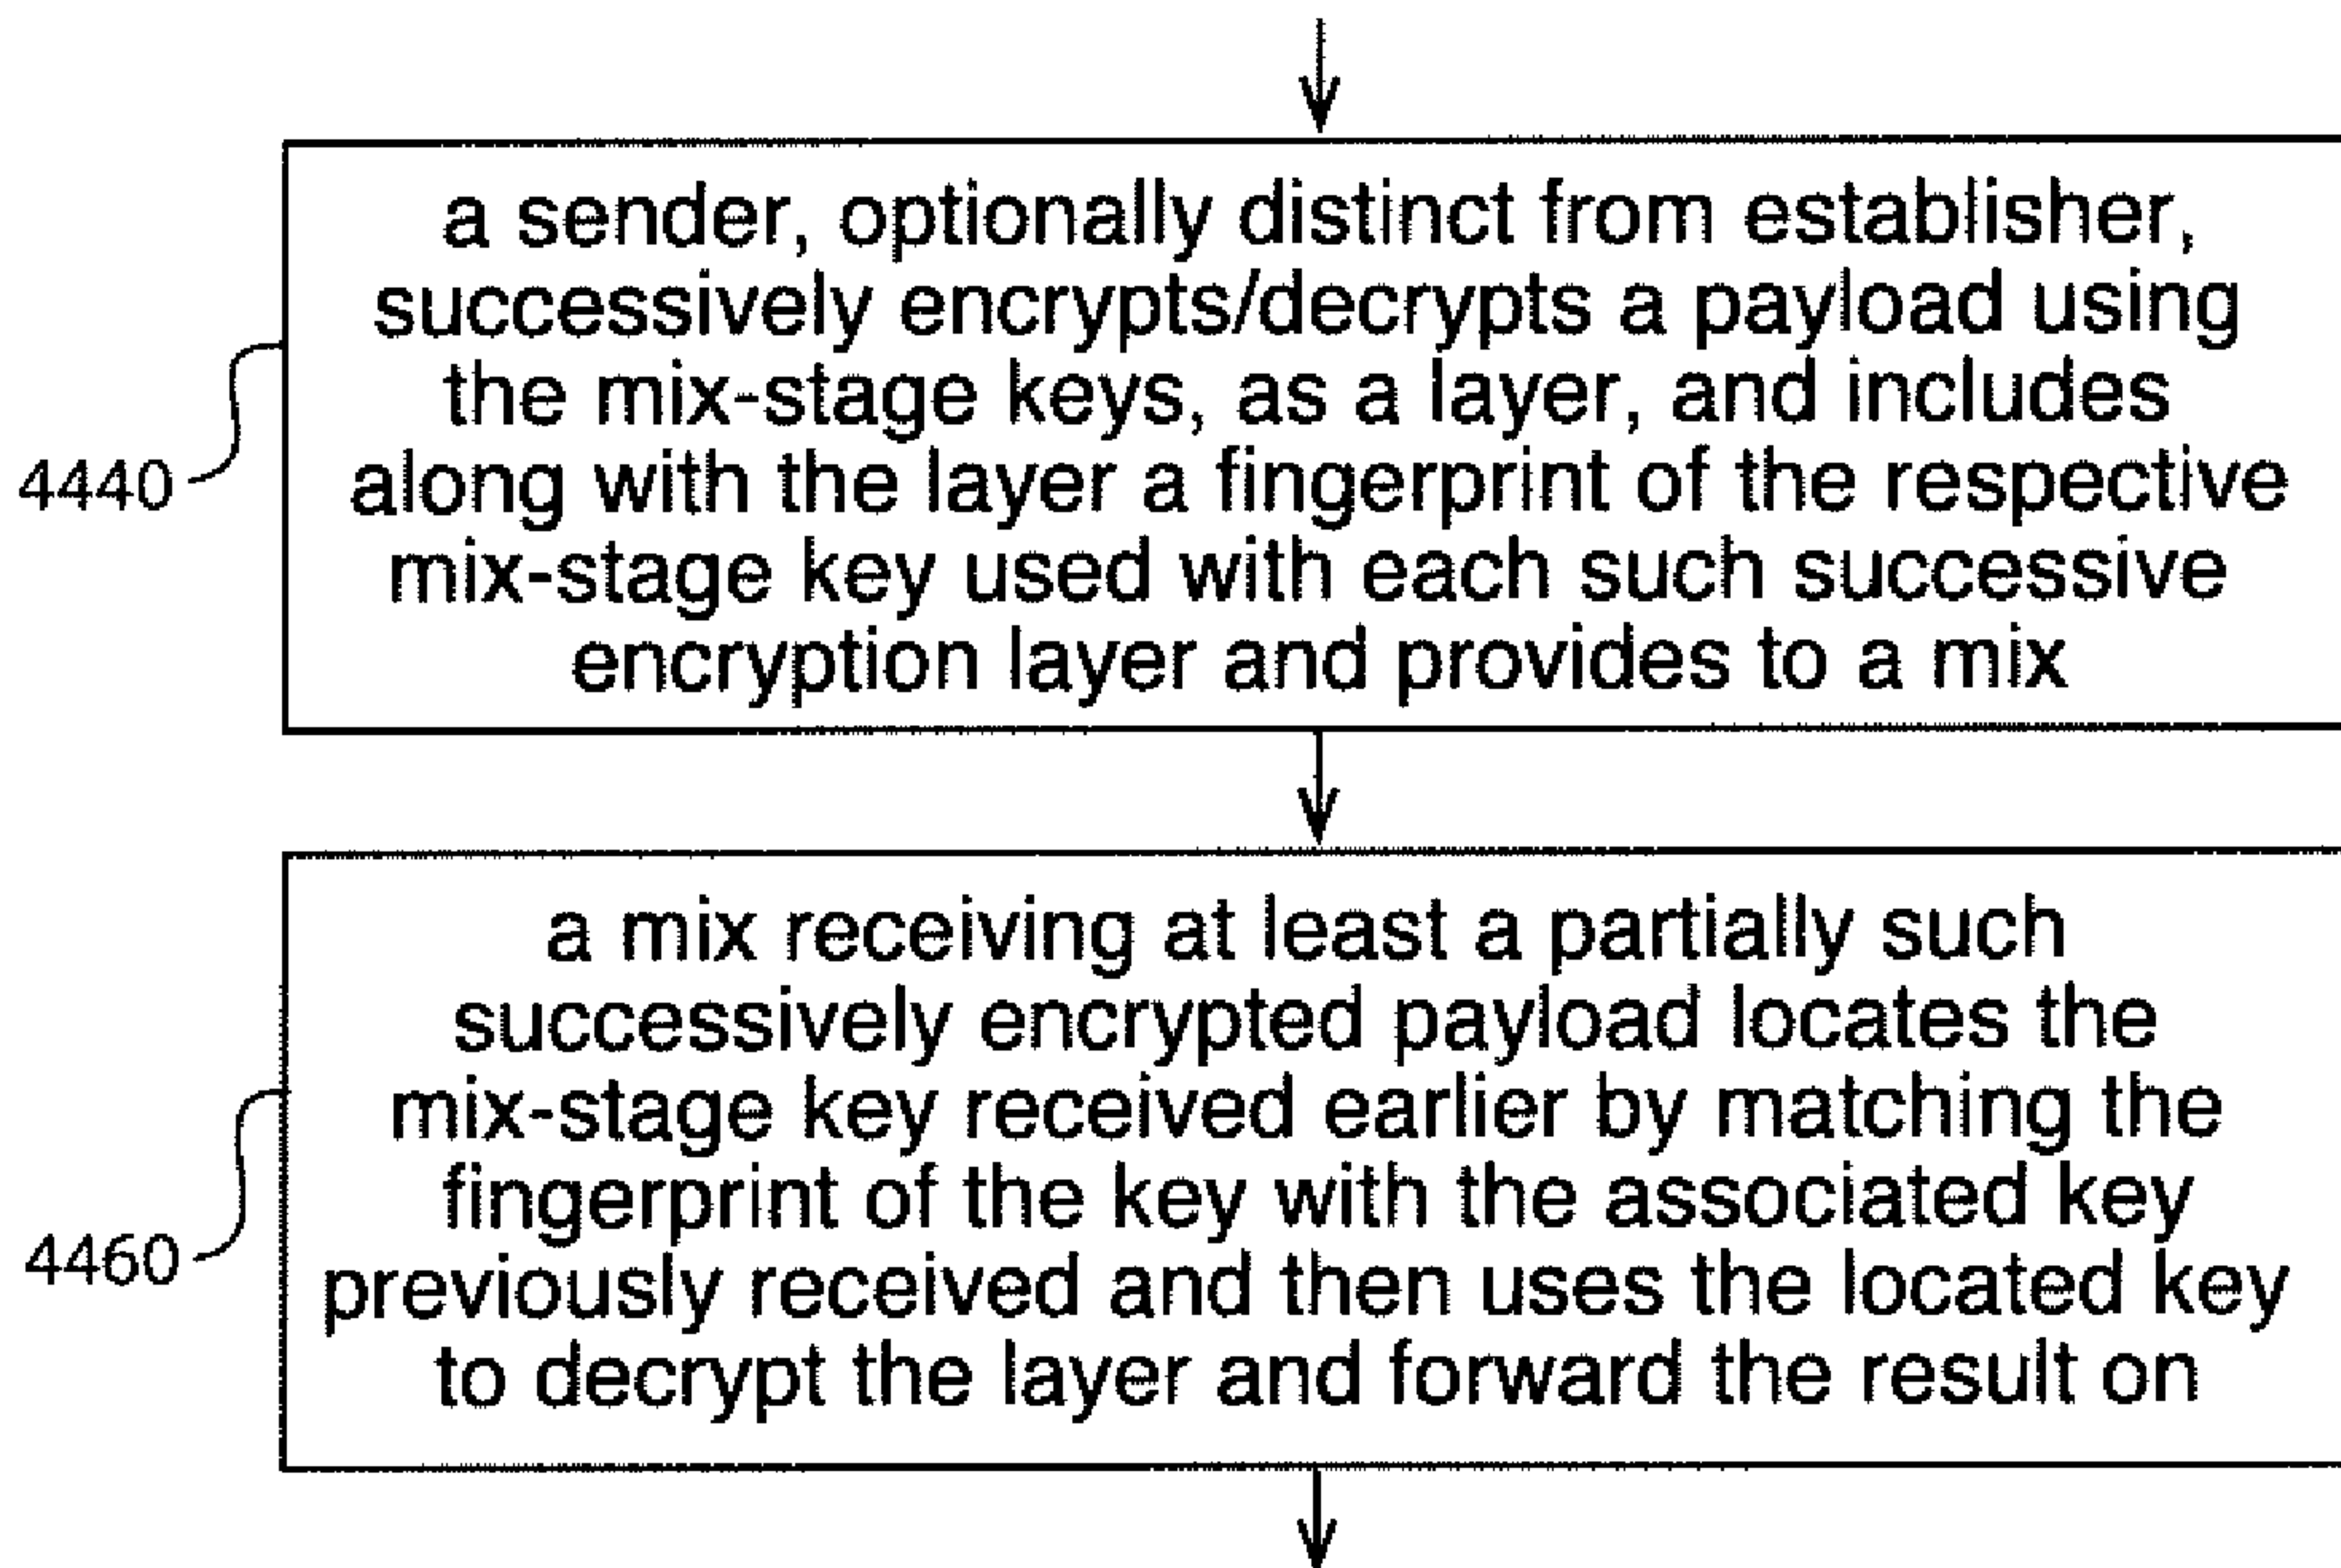 a sender, optionally distinct from establisher,
successively encrypts/decrypts a payload using
the mix-stage keys, as a layer, and includes
along with the layer a fingerprint of the respective
mix-stage key used with each such successive
encryption layer and provides to a mix
4440
a mix receiving at least a partially such
successively encrypted payload locates the
mix-stage key received earlier by matching the
fingerprint of the key with the associated key
previously received and then uses the located key
to decrypt the layer and forward the result on
4460